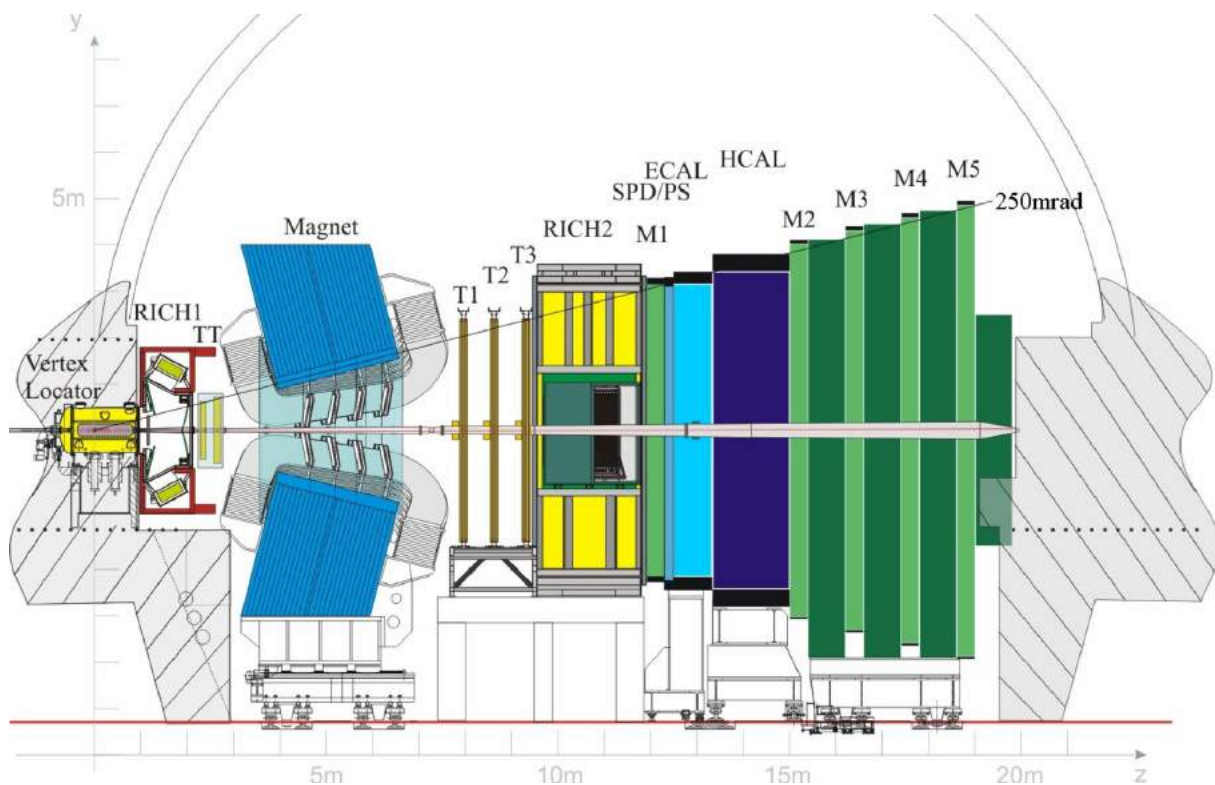 y
5m
Vertex
Locator
RICH1
TT
Magnet
T1
T2
T3
RICH2
M1
SPD/PS
ECAL
HCAL
M2
M3
M4
M5
250mrad
5m
10m
15m
20m
z